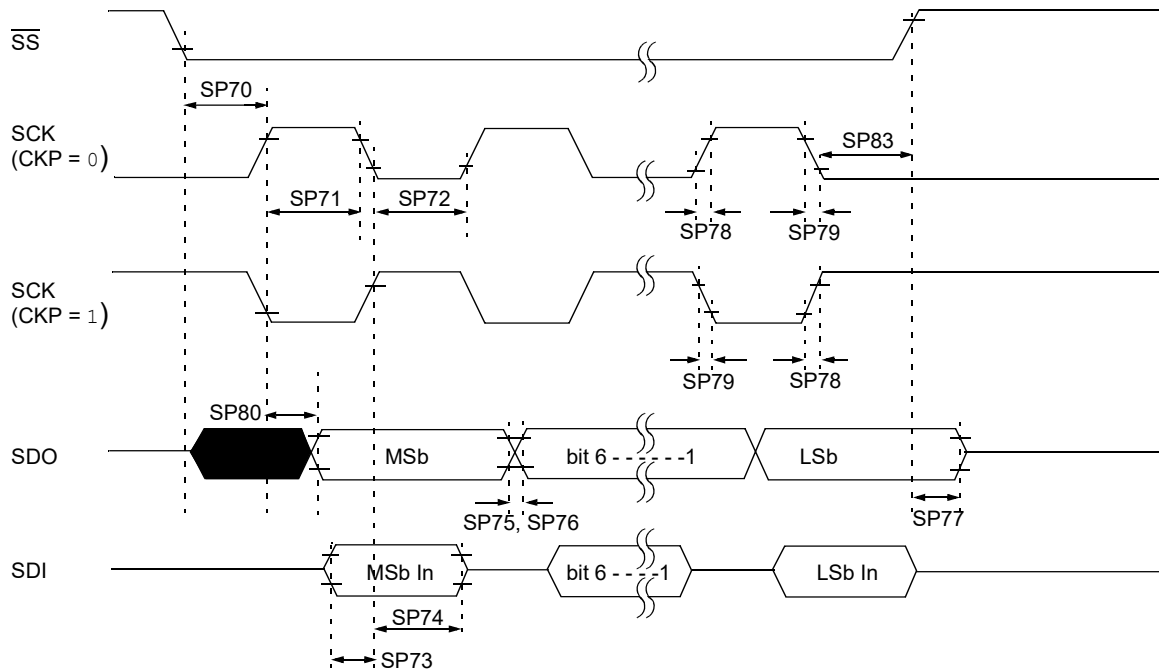 SS
SP70
SCK
(CKP = 0)
SP83
SP71
SP72
SP78
SP79
SCK
(CKP = 1)
SP79
SP78
SP80
SDO
MSb
bit 6 - - - - - - -1
LSb
SP75, SP76
SP77
SDI
MSb In
bit 6 - - - - -1
LSb In
SP74
SP73